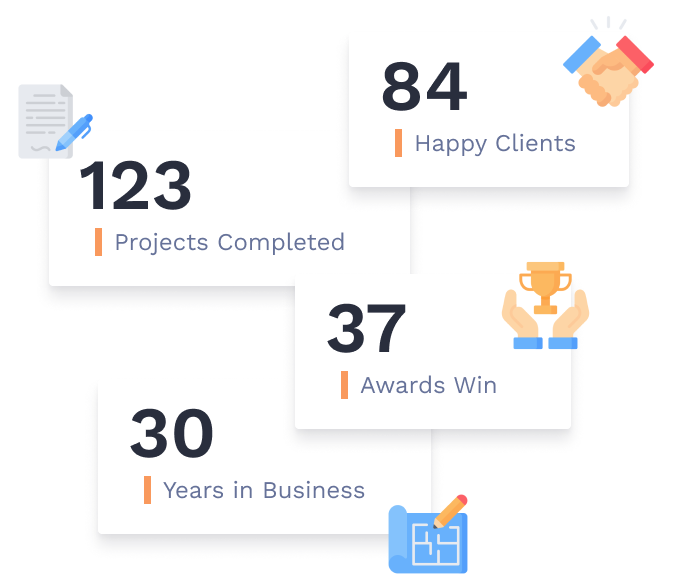 84
Happy Clients
123
Projects Completed
37
Awards Win
30
Years in Business